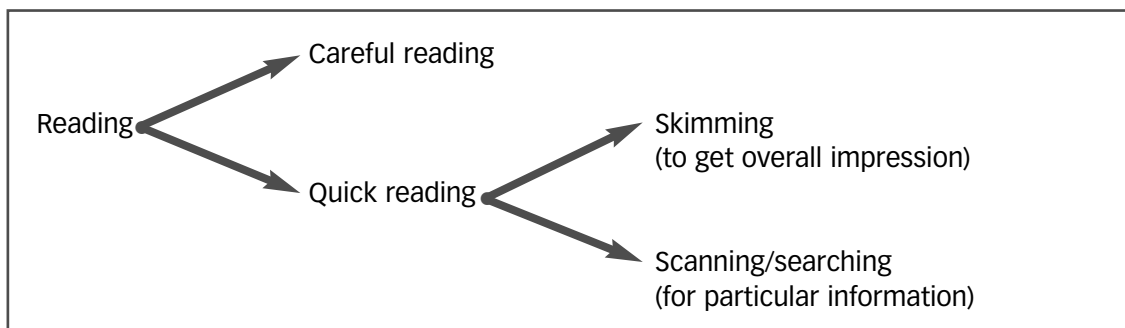 Careful reading
Reading
Skimming
(to get overall impression)
Quick reading
Scanning/searching
(for particular information)